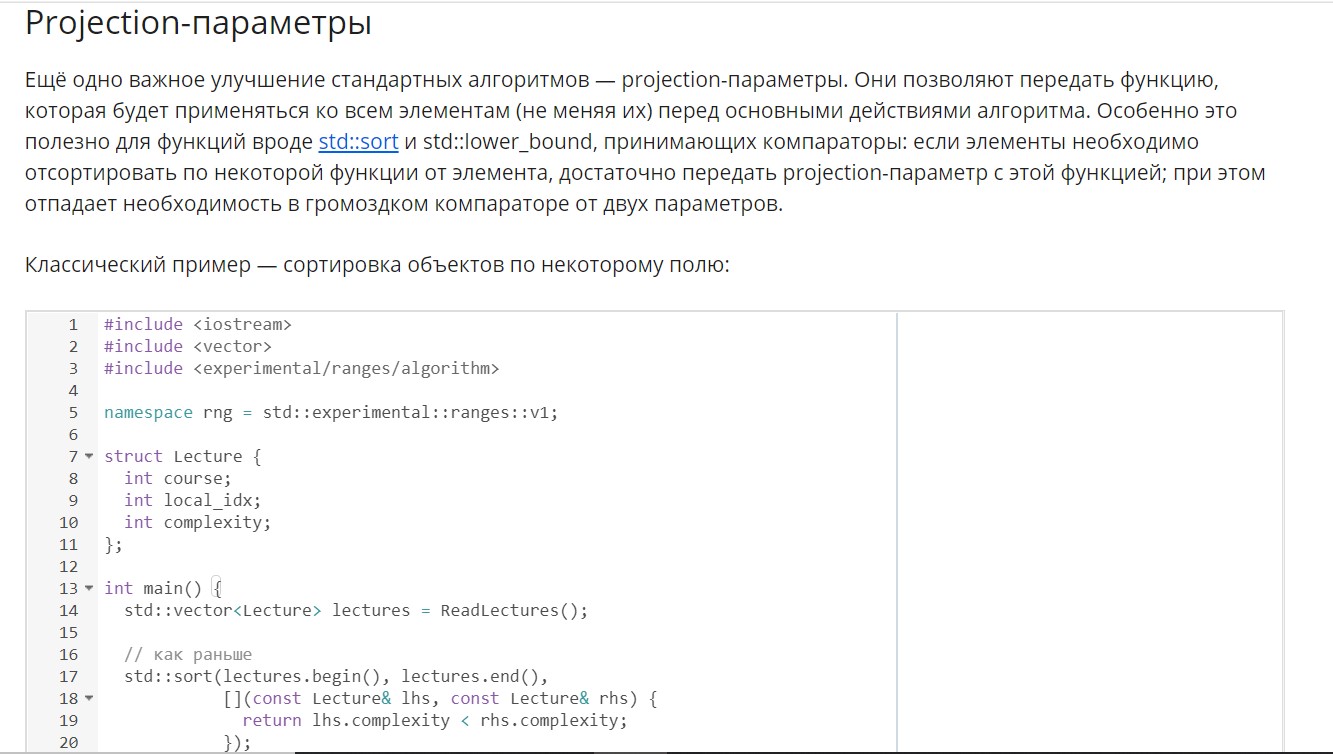 Projection-параметры
Ещё одно важное улучшение стандартных алгоритмов — projection-параметры. Они позволяют передать функцию,
которая будет применяться ко всем элементам (не меняя их) перед основными действиями алгоритма. Особенно это
полезно для функций вроде std::sort и std::lower_bound, принимающих компараторы: если элементы необходимо
отсортировать по некоторой функции от элемента, достаточно передать projection-параметр с этой функцией; при этом
отпадает необходимость в громоздком компараторе от двух параметров.
Классический пример — сортировка объектов по некоторому полю:
1 #include <iostream>
2 #include <vector>
3 #include <experimental/ranges/algorithm>
4
5 namespace rng = std::experimental::ranges::v1;
6
7 struct Lecture {
8 int course;
9 int local_idx;
10 int complexity;
11 };
12
13 int main() {
14 std::vector<Lecture> lectures = ReadLectures();
15
16 // как раньше
17 std::sort(lectures.begin(), lectures.end(),
18 [](const Lecture& lhs, const Lecture& rhs) {
19 return lhs.complexity < rhs.complexity;
20 });